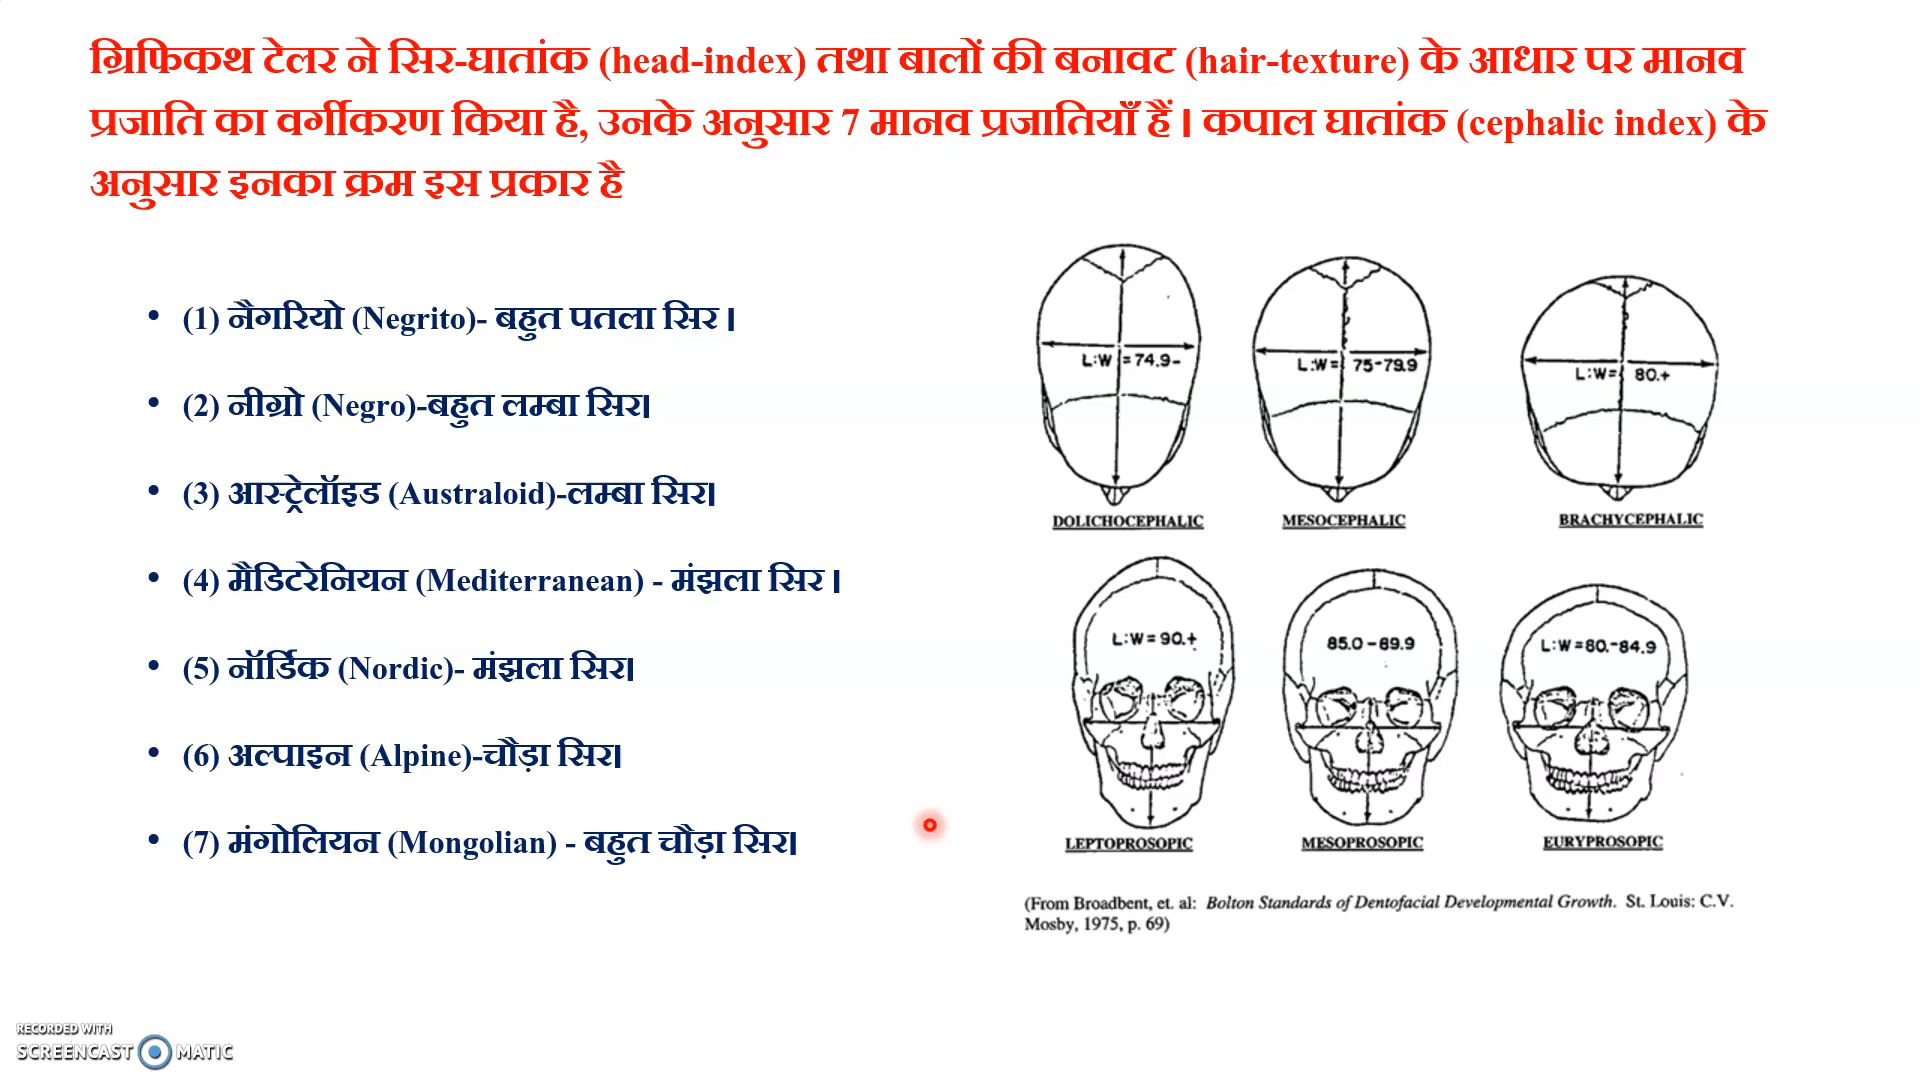 ग्रिफिकथ टेलर ने सिर-घातांक (head-index) तथा बालों की बनावट (hair-texture) के आधार पर मानव
प्रजाति का वर्गीकरण किया है, उनके अनुसार 7 मानव प्रजातियाँ हैं । कपाल घातांक (cephalic index) के
अनुसार इनका क्रम इस प्रकार है
• (1) नैगरियो (Negrito)- बहुत पतला सिर ।
• (2) नीग्रो (Negro)-बहुत लम्बा सिर।
• (3) आस्ट्रेलॉइड (Australoid)-लम्बा सिर।
• (4) मैडिटरेनियन (Mediterranean) - मंझला सिर ।
• (5) नॉर्डिक (Nordic)- मंझला सिर।
• (6) अल्पाइन (Alpine)-चौड़ा सिर।
• (7) मंगोलियन (Mongolian) - बहुत चौड़ा सिर।
L:W = 74.9-
L:W= 75-79.9
L:W= 80.+
DOLICHOCEPHALIC
MESOCEPHALIC
BRACHYCEPHALIC
L:W=90.+
85.0-89.9
L:W=80.-84.9
LEPTOPROSOPIC
MESOPROSOPIC
EURYPROSOPIC
(From Broadbent, et. al: Bolton Standards of Dentofacial Developmental Growth. St. Louis: C.V.
Mosby, 1975, p. 69)
RECORDED WITH
SCREENCAST MATIC